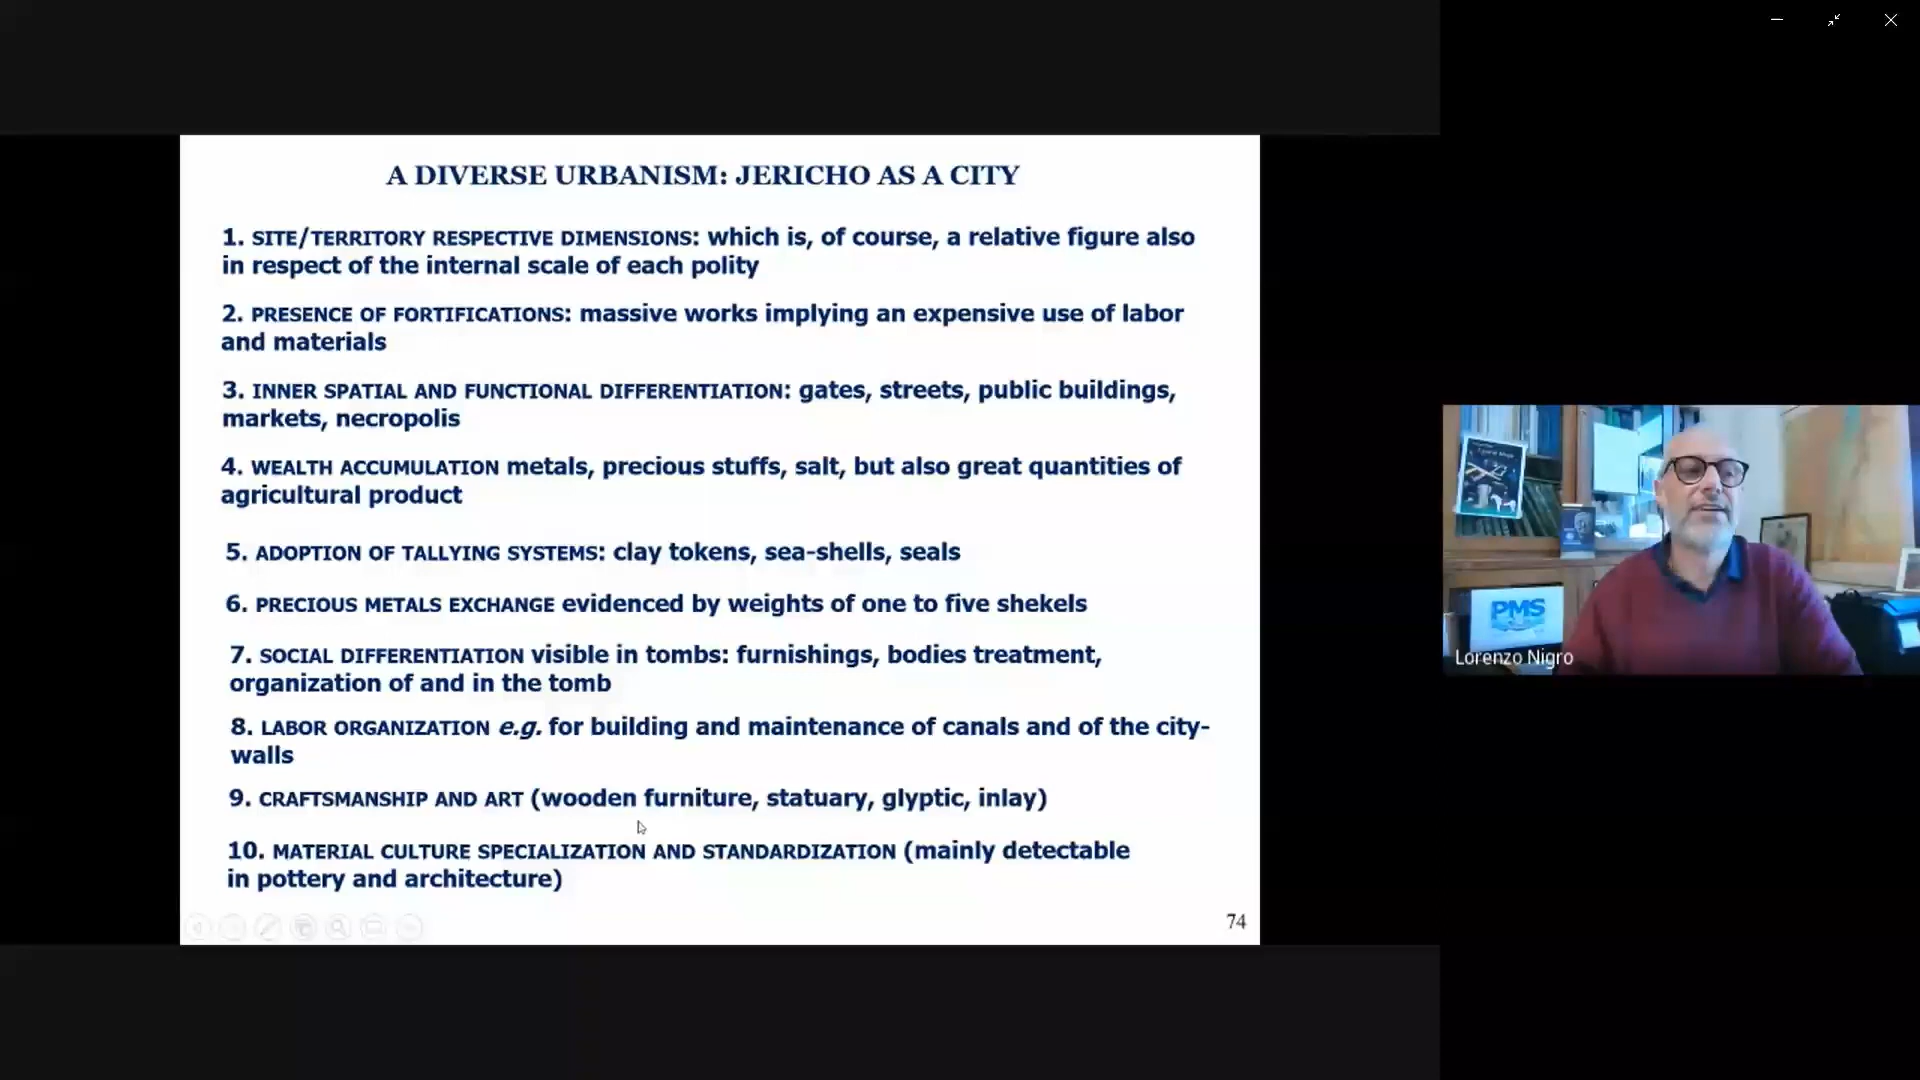 A DIVERSE URBANISM: JERICHO AS A CITY
1. SITE/TERRITORY RESPECTIVE DIMENSIONS: which is, of course, a relative figure also
in respect of the internal scale of each polity
2. PRESENCE OF FORTIFICATIONS: massive works implying an expensive use of labor
and materials
3. INNER SPATIAL AND FUNCTIONAL DIFFERENTIATION: gates, streets, public buildings,
markets, necropolis
4. WEALTH ACCUMULATION metals, precious stuffs, salt, but also great quantities of
agricultural product
5. ADOPTION OF TALLYING SYSTEMS: clay tokens, sea-shells, seals
6. PRECIOUS METALS EXCHANGE evidenced by weights of one to five shekels
7. SOCIAL DIFFERENTIATION visible in tombs: furnishings, bodies treatment,
organization of and in the tomb
8. LABOR ORGANIZATION e.g. for building and maintenance of canals and of the city-
walls
9. CRAFTSMANSHIP AND ART (wooden furniture, statuary, glyptic, inlay)
10. MATERIAL CULTURE SPECIALIZATION AND STANDARDIZATION (mainly detectable
in pottery and architecture)
74
PMS
Lorenzo Nigro